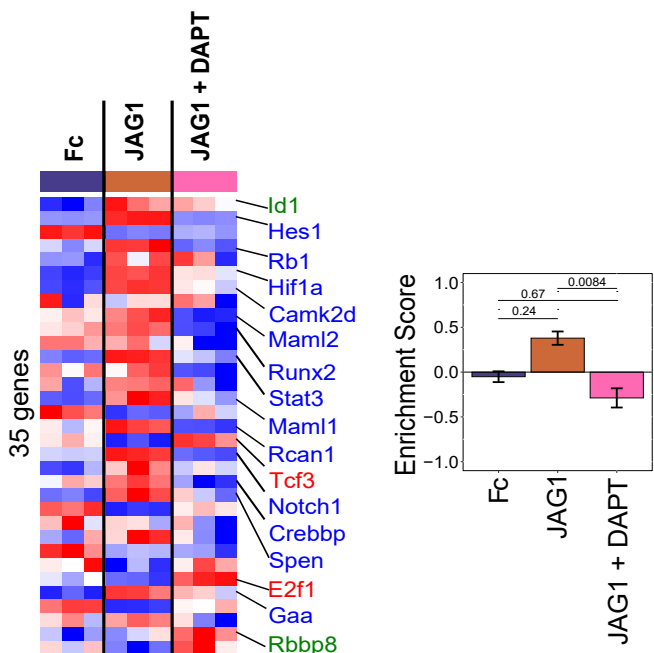 Fc
JAG1
JAG1 + DAPT
35 genes
Id1
Hes1
Rb1
Hif1a
Camk2d
Maml2
Runx2
Stat3
Maml1
Rcan1
Tcf3
Notch1
Crebbp
Spen
E2f1
Gaa
Rbbp8
Enrichment Score
1.0
0.5
0.0
−0.5
−1.0
0.0084
0.67
0.24
Fc
JAG1
JAG1 + DAPT